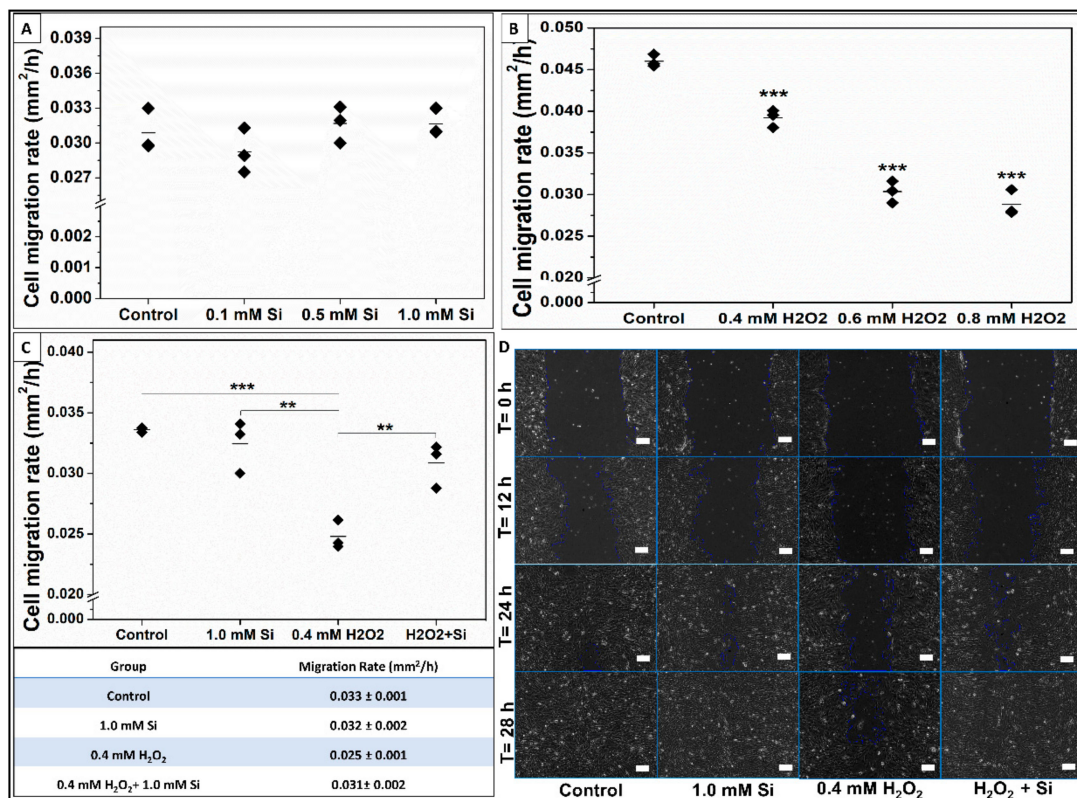 A
Cell migration rate (mm²/h)
0.039
0.036
0.033
0.030
0.027
0.002
0.001
0.000
Control 0.1 mM Si 0.5 mM Si 1.0 mM Si
B
Cell migration rate (mm²/h)
0.050
0.045
0.040
0.035
0.030
0.025
0.020
0.000
***
***
***
Control 0.4 mM H2O2 0.6 mM H2O2 0.8 mM H2O2
C
Cell migration rate (mm²/h)
0.040
0.035
0.030
0.025
0.020
0.000
***
**
**
Control 1.0 mM Si 0.4 mM H2O2 H2O2+Si
Group Migration Rate (mm²/h)
Control 0.033 ± 0.001
1.0 mM Si 0.032 ± 0.002
0.4 mM H₂O₂ 0.025 ± 0.001
0.4 mM H₂O₂+ 1.0 mM Si 0.031± 0.002
D
T= 0 h
T= 12 h
T= 24 h
T= 28 h
Control 1.0 mM Si 0.4 mM H₂O₂ H₂O₂ + Si